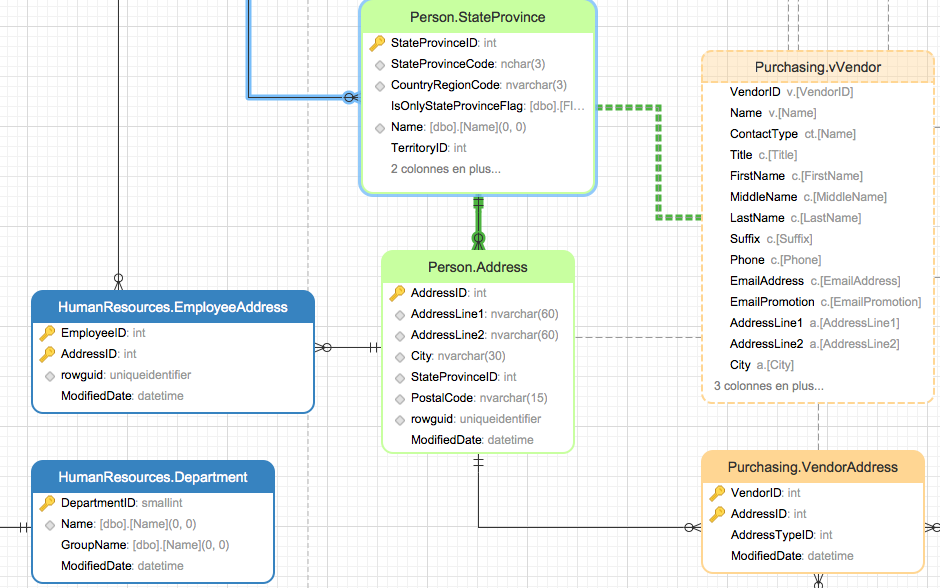 Person.StateProvince
StateProvinceID: int
StateProvinceCode: nchar(3)
CountryRegionCode: nvarchar(3)
IsOnlyStateProvinceFlag: [dbo].[Fl...
Name: [dbo].[Name](0, 0)
TerritoryID: int
2 colonnes en plus...
Purchasing.vVendor
VendorID v.[VendorID]
Name v.[Name]
ContactType ct.[Name]
Title c.[Title]
FirstName c.[FirstName]
MiddleName c.[MiddleName]
LastName c.[LastName]
Suffix c.[Suffix]
Phone c.[Phone]
EmailAddress c.[EmailAddress]
EmailPromotion c.[EmailPromotion]
AddressLine1 a.[AddressLine1]
AddressLine2 a.[AddressLine2]
City a.[City]
3 colonnes en plus...
Person.Address
AddressID: int
AddressLine1: nvarchar(60)
AddressLine2: nvarchar(60)
City: nvarchar(30)
StateProvinceID: int
PostalCode: nvarchar(15)
rowguid: uniqueidentifier
ModifiedDate: datetime
HumanResources.EmployeeAddress
EmployeeID: int
AddressID: int
rowguid: uniqueidentifier
ModifiedDate: datetime
HumanResources.Department
DepartmentID: smallint
Name: [dbo].[Name](0, 0)
GroupName: [dbo].[Name](0, 0)
ModifiedDate: datetime
Purchasing.VendorAddress
VendorID: int
AddressID: int
AddressTypeID: int
ModifiedDate: datetime